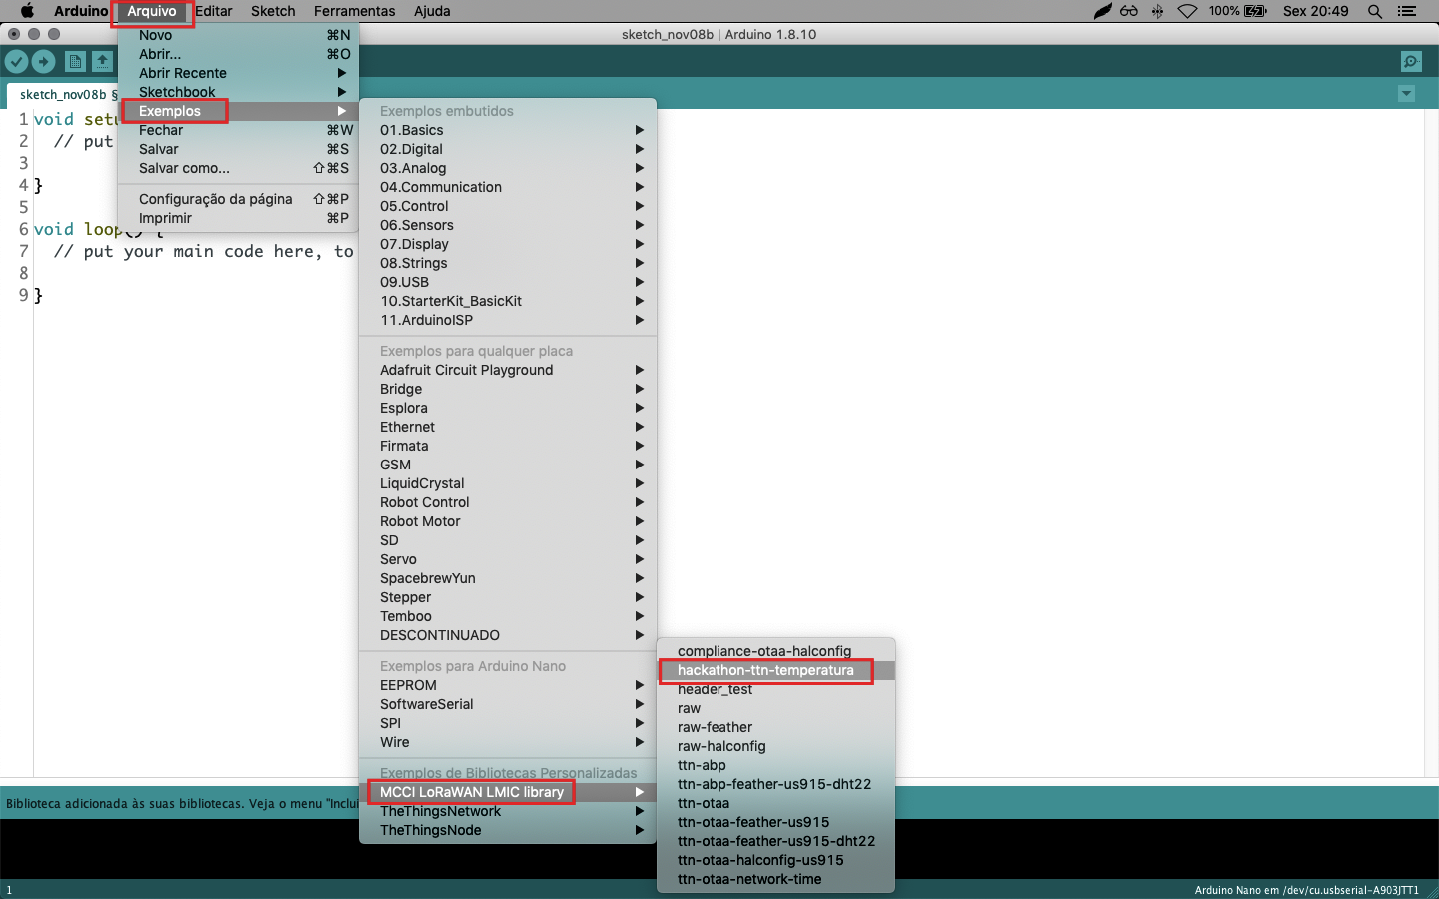 Arduino Arquivo Editar Sketch Ferramentas Ajuda 100% Sex 20:49
sketch_nov08b | Arduino 1.8.10
Novo ⌘N
Abrir... ⌘O
Abrir Recente
Sketchbook
Exemplos
Fechar ⌘W
Salvar ⌘S
Salvar como... ⇧⌘S
Configuração da página ⇧⌘P
Imprimir ⌘P
sketch_nov08b §
1 void setu
2 // put
3
4 }
5
6 void loop() {
7 // put your main code here, to
8
9 }
Exemplos embutidos
01.Basics
02.Digital
03.Analog
04.Communication
05.Control
06.Sensors
07.Display
08.Strings
09.USB
10.StarterKit_BasicKit
11.ArduinoISP
Exemplos para qualquer placa
Adafruit Circuit Playground
Bridge
Esplora
Ethernet
Firmata
GSM
LiquidCrystal
Robot Control
Robot Motor
SD
Servo
SpacebrewYun
Stepper
Temboo
DESCONTINUADO
Exemplos para Arduino Nano
EEPROM
SoftwareSerial
SPI
Wire
Exemplos de Bibliotecas Personalizadas
MCCI LoRaWAN LMIC library
TheThingsNetwork
TheThingsNode
compliance-otaa-halconfig
hackathon-ttn-temperatura
header_test
raw
raw-feather
raw-halconfig
ttn-abp
ttn-abp-feather-us915-dht22
ttn-otaa
ttn-otaa-feather-us915
ttn-otaa-feather-us915-dht22
ttn-otaa-halconfig-us915
ttn-otaa-network-time
Biblioteca adicionada às suas bibliotecas. Veja o menu "Inclui
1 Arduino Nano em /dev/cu.usbserial-A903JTT1